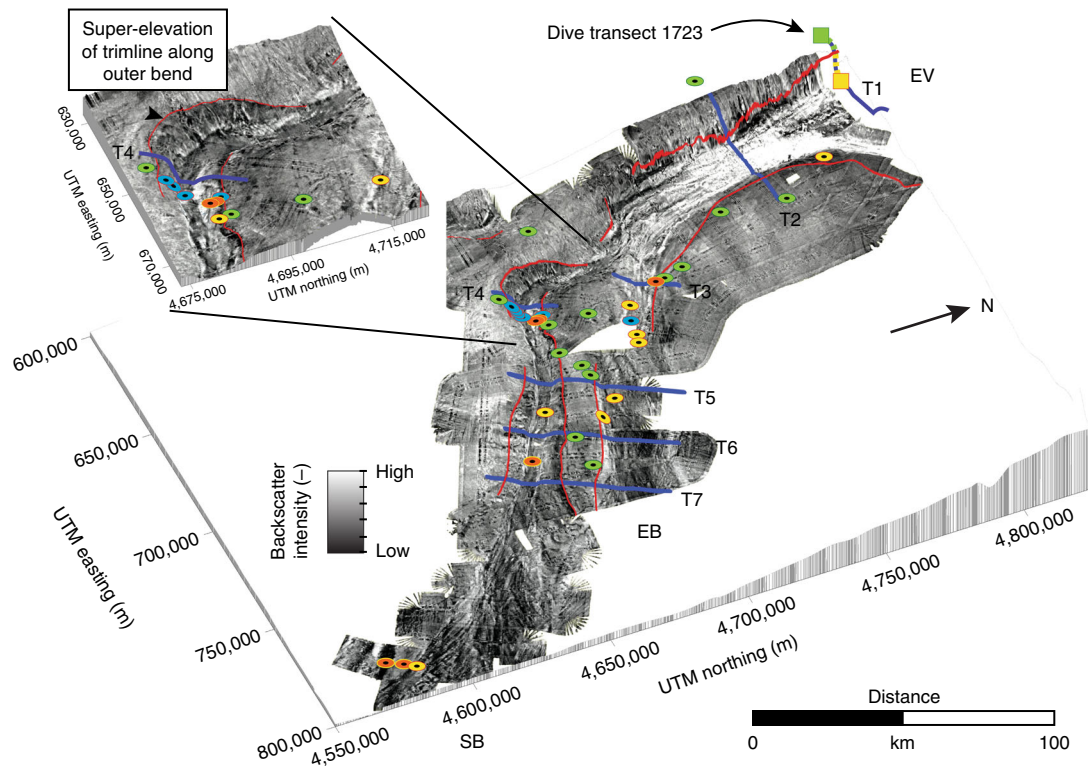 Super-elevation
of trimline along
outer bend
Dive transect 1723
EV
T1
630,000
T4
650,000
UTM easting (m)
670,000
4,675,000
4,695,000
4,715,000
UTM northing (m)
T2
T4
T3
N
600,000
T5
650,000
T6
Backscatter
intensity (–)
High
Low
T7
EB
UTM easting (m)
700,000
750,000
800,000
4,550,000
4,600,000
4,650,000
4,700,000
4,750,000
4,800,000
UTM northing (m)
SB
Distance
0
km
100